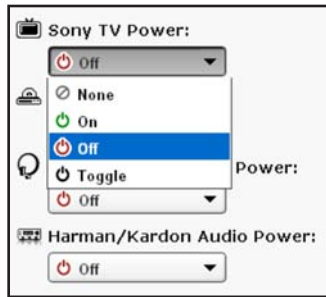 Sony TV Power:
Off
None
On
Off
Toggle
Power:
Off
Harman/Kardon Audio Power:
Off